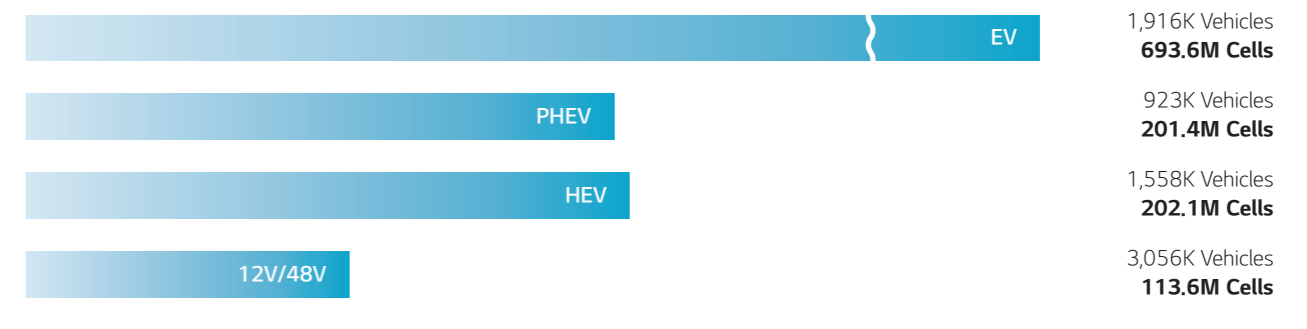 EV
1,916K Vehicles
693.6M Cells
PHEV
923K Vehicles
201.4M Cells
HEV
1,558K Vehicles
202.1M Cells
12V/48V
3,056K Vehicles
113.6M Cells